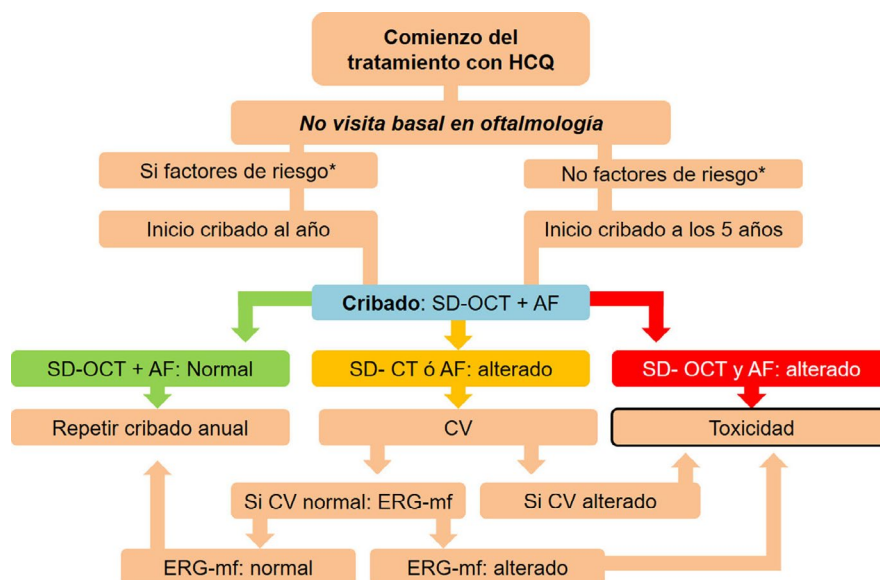 Comienzo del
tratamiento con HCQ
No visita basal en oftalmología
Si factores de riesgo*
No factores de riesgo*
Inicio cribado al año
Inicio cribado a los 5 años
Cribado: SD-OCT + AF
SD-OCT + AF: Normal
SD- CT ó AF: alterado
SD- OCT y AF: alterado
Repetir cribado anual
CV
Toxicidad
Si CV normal: ERG-mf
Si CV alterado
ERG-mf: normal
ERG-mf: alterado